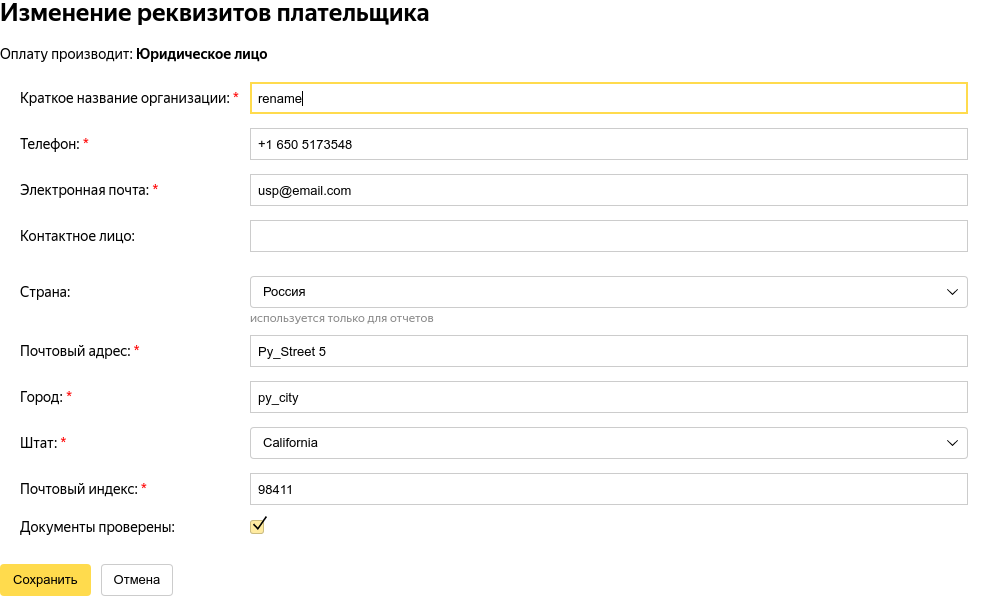 Изменение реквизитов плательщика
Оплату производит: Юридическое лицо
Краткое название организации: * rename
Телефон: * +1 650 5173548
Электронная почта: * usp@email.com
Контактное лицо:
Страна: Россия
используется только для отчетов
Почтовый адрес: * Py_Street 5
Город: * py_city
Штат: * California
Почтовый индекс: * 98411
Документы проверены:
Сохранить Отмена